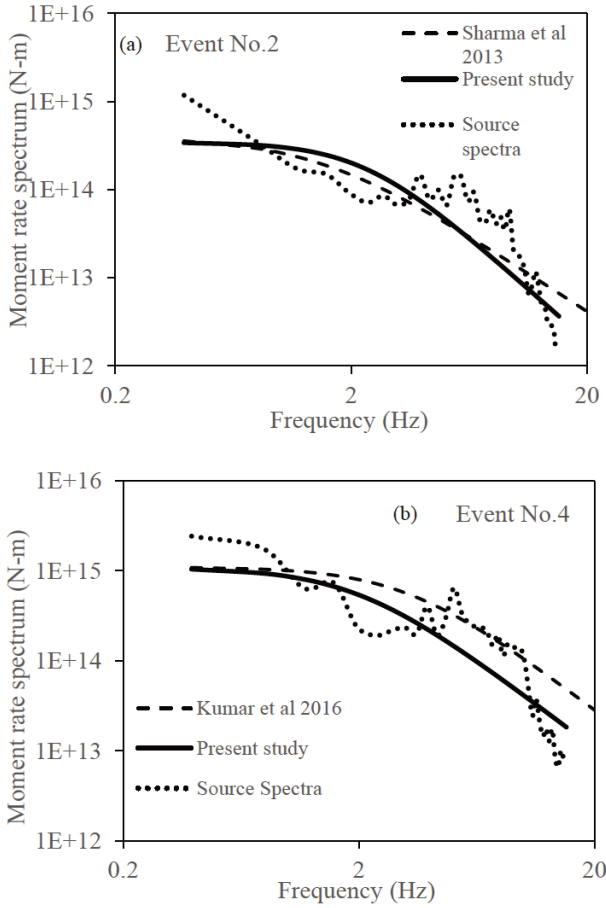 (a) Event No.2
Sharma et al
2013
Present study
Source
spectra
Moment rate spectrum (N-m)
1E+16
1E+15
1E+14
1E+13
1E+12
0.2 2 20
Frequency (Hz)
(b) Event No.4
Kumar et al 2016
Present study
Source Spectra
Moment rate spectrum (N-m)
1E+16
1E+15
1E+14
1E+13
1E+12
0.2 2 20
Frequency (Hz)